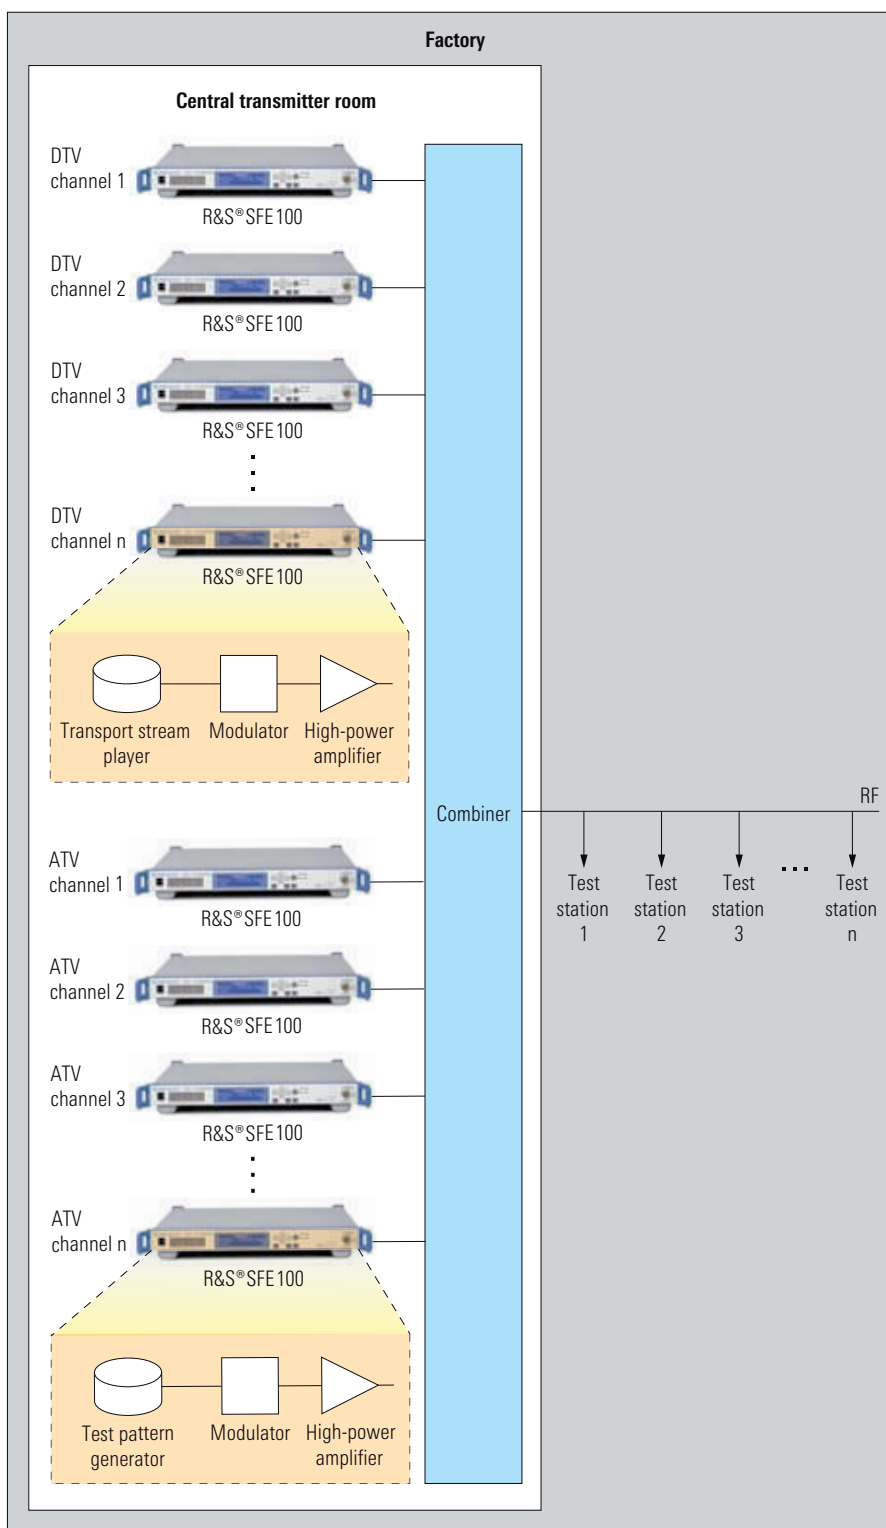 Factory
Central transmitter room
DTV
channel 1
R&S®SFE100
DTV
channel 2
R&S®SFE100
DTV
channel 3
R&S®SFE100
DTV
channel n
R&S®SFE100
Transport stream
player
Modulator
High-power
amplifier
Combiner
RF
ATV
channel 1
R&S®SFE100
Test
station
1
Test
station
2
Test
station
3
...
Test
station
n
ATV
channel 2
R&S®SFE100
ATV
channel 3
R&S®SFE100
ATV
channel n
R&S®SFE100
Test pattern
generator
Modulator
High-power
amplifier